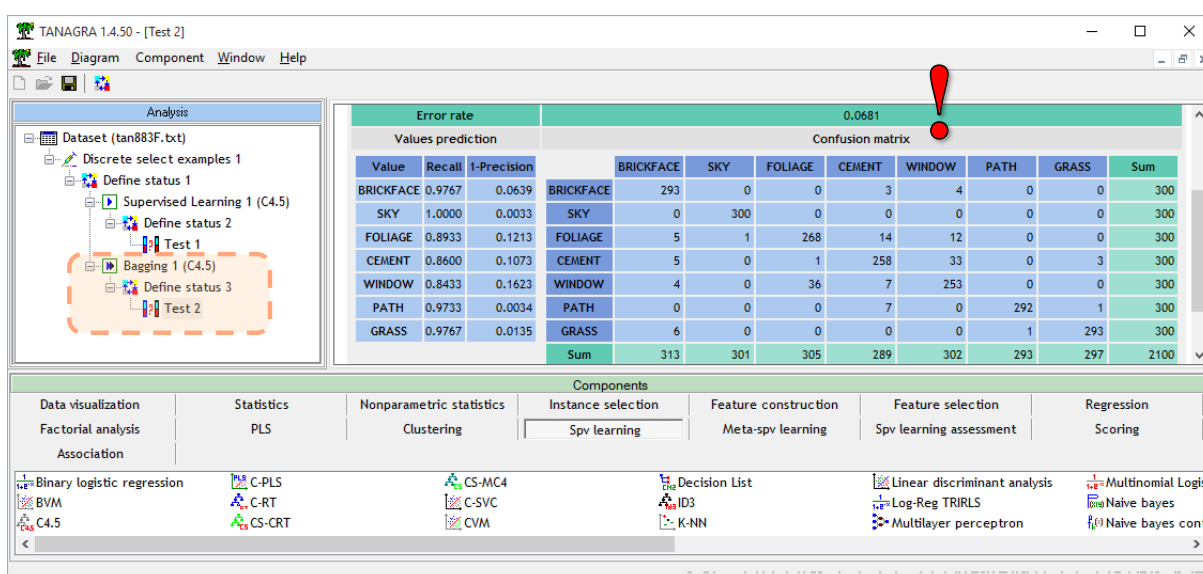 TANAGRA 1.4.50 - [Test 2]
File Diagram Component Window Help
Analysis
Dataset (tan883F.txt)
Discrete select examples 1
Define status 1
Supervised Learning 1 (C4.5)
Define status 2
Test 1
Bagging 1 (C4.5)
Define status 3
Test 2
Error rate 0.0681
Values prediction Confusion matrix
Value Recall 1-Precision BRICKFACE SKY FOLIAGE CEMENT WINDOW PATH GRASS Sum
BRICKFACE 0.9767 0.0639 BRICKFACE 293 0 0 3 4 0 0 300
SKY 1.0000 0.0033 SKY 0 300 0 0 0 0 0 300
FOLIAGE 0.8933 0.1213 FOLIAGE 5 1 268 14 12 0 0 300
CEMENT 0.8600 0.1073 CEMENT 5 0 1 258 33 0 3 300
WINDOW 0.8433 0.1623 WINDOW 4 0 36 7 253 0 0 300
PATH 0.9733 0.0034 PATH 0 0 0 7 0 292 1 300
GRASS 0.9767 0.0135 GRASS 6 0 0 0 0 1 293 300
Sum 313 301 305 289 302 293 297 2100
!
Components
Data visualization Statistics Nonparametric statistics Instance selection Feature construction Feature selection Regression
Factorial analysis PLS Clustering Spv learning Meta-spv learning Spv learning assessment Scoring
Association
Binary logistic regression C-PLS CS-MC4 Decision List Linear discriminant analysis Multinomial Logis
BVM C-RT C-SVC ID3 Log-Reg TRIRLS Naive bayes
C4.5 CS-CRT CVM K-NN Multilayer perceptron Naive bayes con